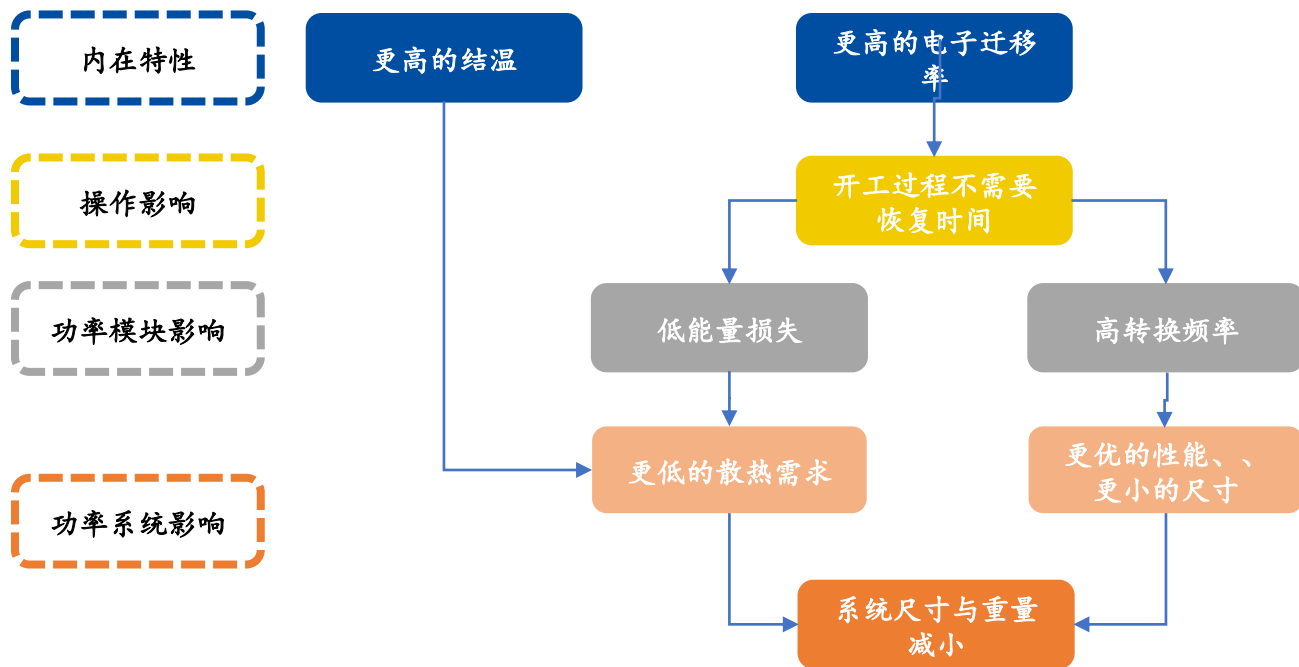 内在特性
更高的结温
更高的电子迁移
率
操作影响
开工过程不需要
恢复时间
功率模块影响
低能量损失
高转换频率
更低的散热需求
更优的性能、、
更小的尺寸
功率系统影响
系统尺寸与重量
减小